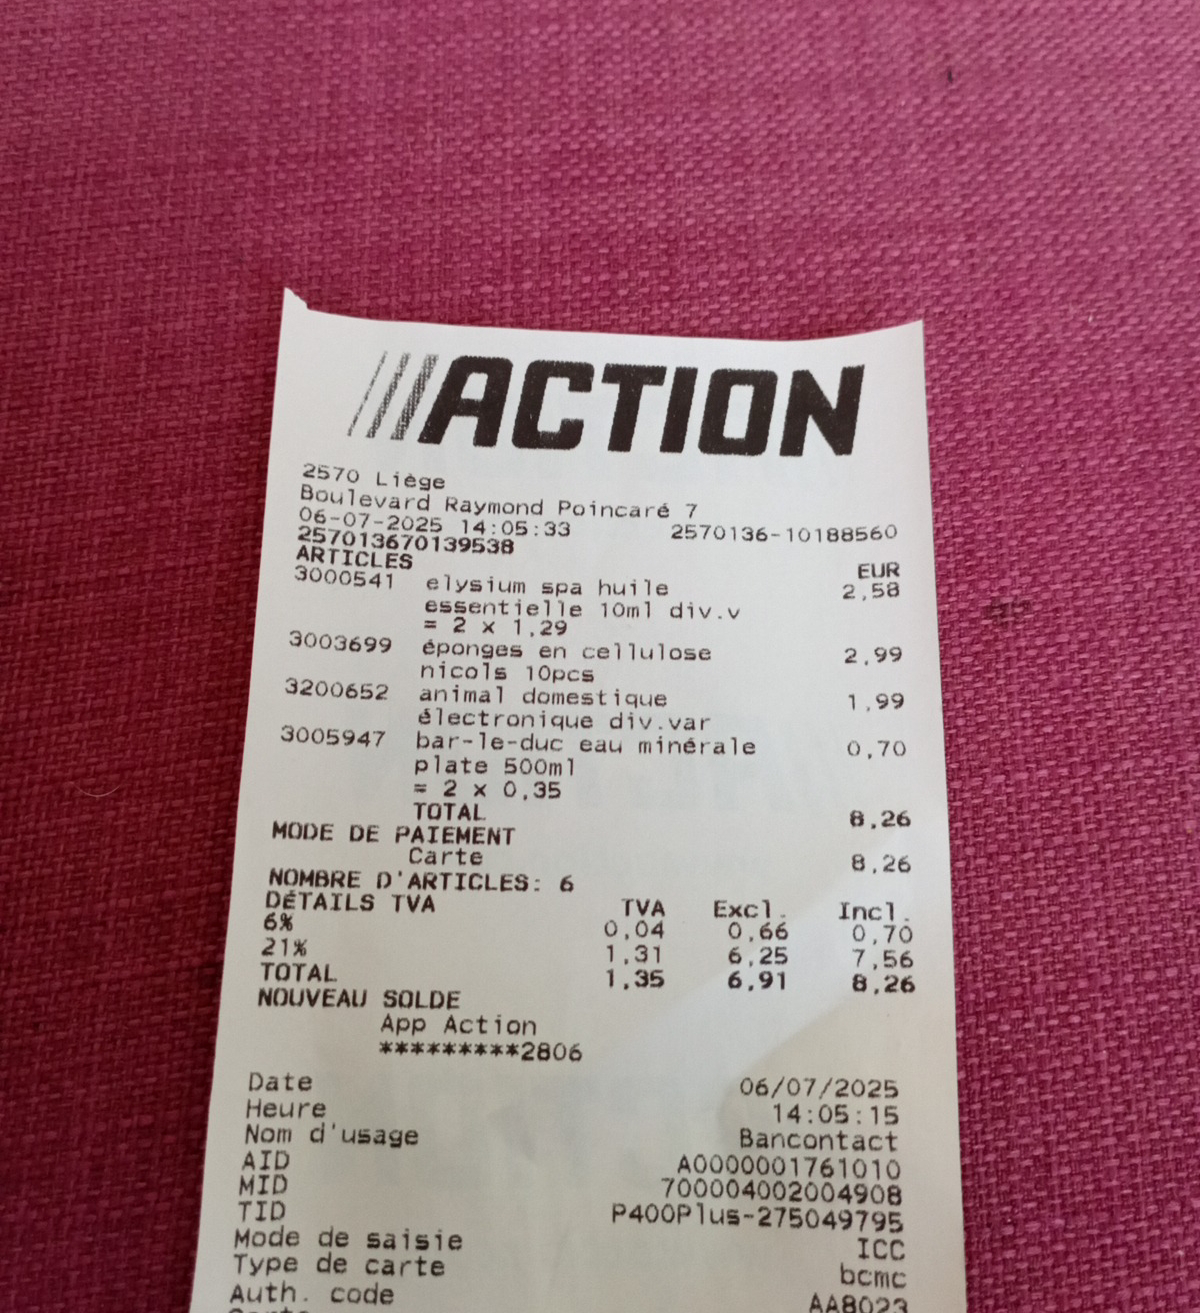 ACTION
2570 Liège
Boulevard Raymond Poincaré 7
06-07-2025 14:05:33 2570136-10188560
257013670139538
ARTICLES EUR
3000541 elysium spa huile 2,58
essentielle 10ml div.v
= 2 x 1,29
3003699 éponges en cellulose 2,99
nicols 10pcs
3200652 animal domestique 1,99
électronique div.var
3005947 bar-le-duc eau minérale 0,70
plate 500ml
= 2 x 0,35
TOTAL 8,26
MODE DE PAIEMENT
Carte 8,26
NOMBRE D'ARTICLES: 6
DÉTAILS TVA TVA Excl. Incl.
6% 0,04 0,66 0,70
21% 1,31 6,25 7,56
TOTAL 1,35 6,91 8,26
NOUVEAU SOLDE
App Action
*********2806
Date 06/07/2025
Heure 14:05:15
Nom d'usage Bancontact
AID A0000001761010
MID 700004002004908
TID P400Plus-275049795
Mode de saisie ICC
Type de carte bcmc
Auth. code AA8023